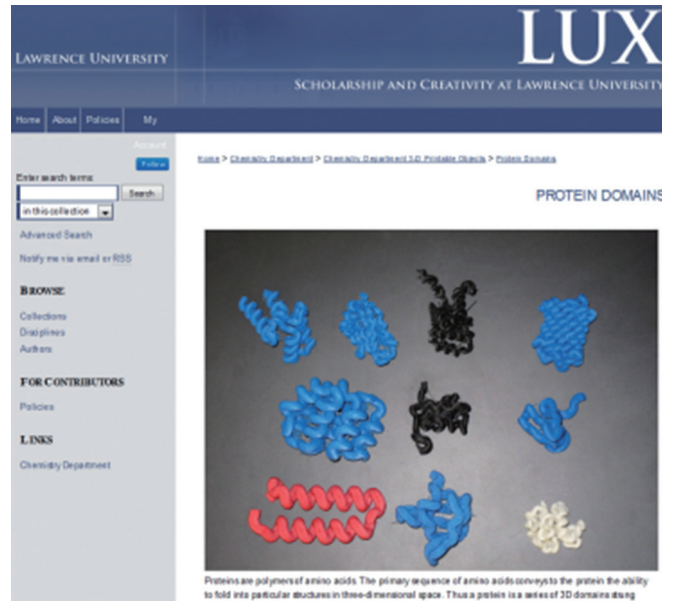 LAWRENCE UNIVERSITY
LUX
SCHOLARSHIP AND CREATIVITY AT LAWRENCE UNIVERSITY
Home About Policies My
Account
Follow
Home > Chemistry Department > Chemistry Department 3-D Printable Objects > Protein Domains
Enter search terms:
Search
in this collection
Advanced Search
Notify me via email or RSS
BROWSE
Collections
Disciplines
Authors
FOR CONTRIBUTORS
Policies
LINKS
Chemistry Department
PROTEIN DOMAINS
Proteins are polymers of amino acids. The primary sequence of amino acids conveys to the protein the ability
to fold into particular structures in three-dimensional space. Thus a protein is a series of 3D domains strung